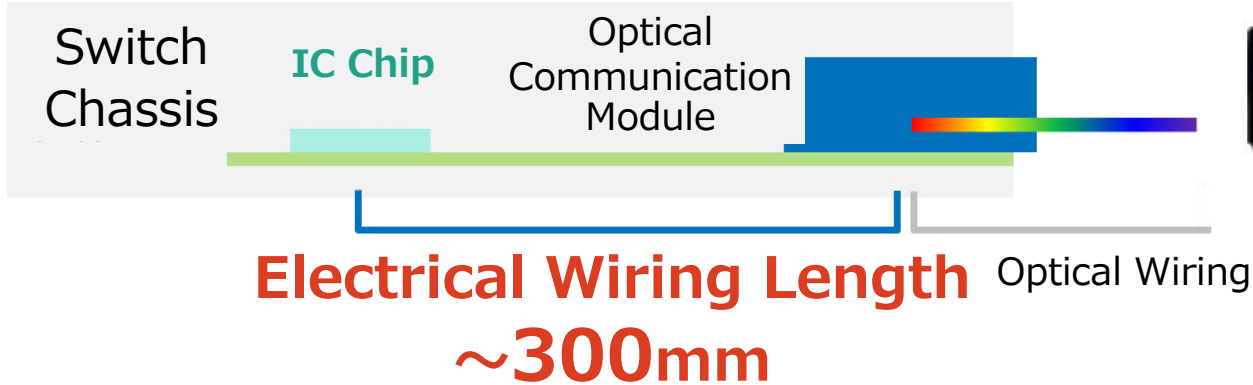 Switch
Chassis
IC Chip
Optical
Communication
Module
Electrical Wiring Length
~300mm
Optical Wiring